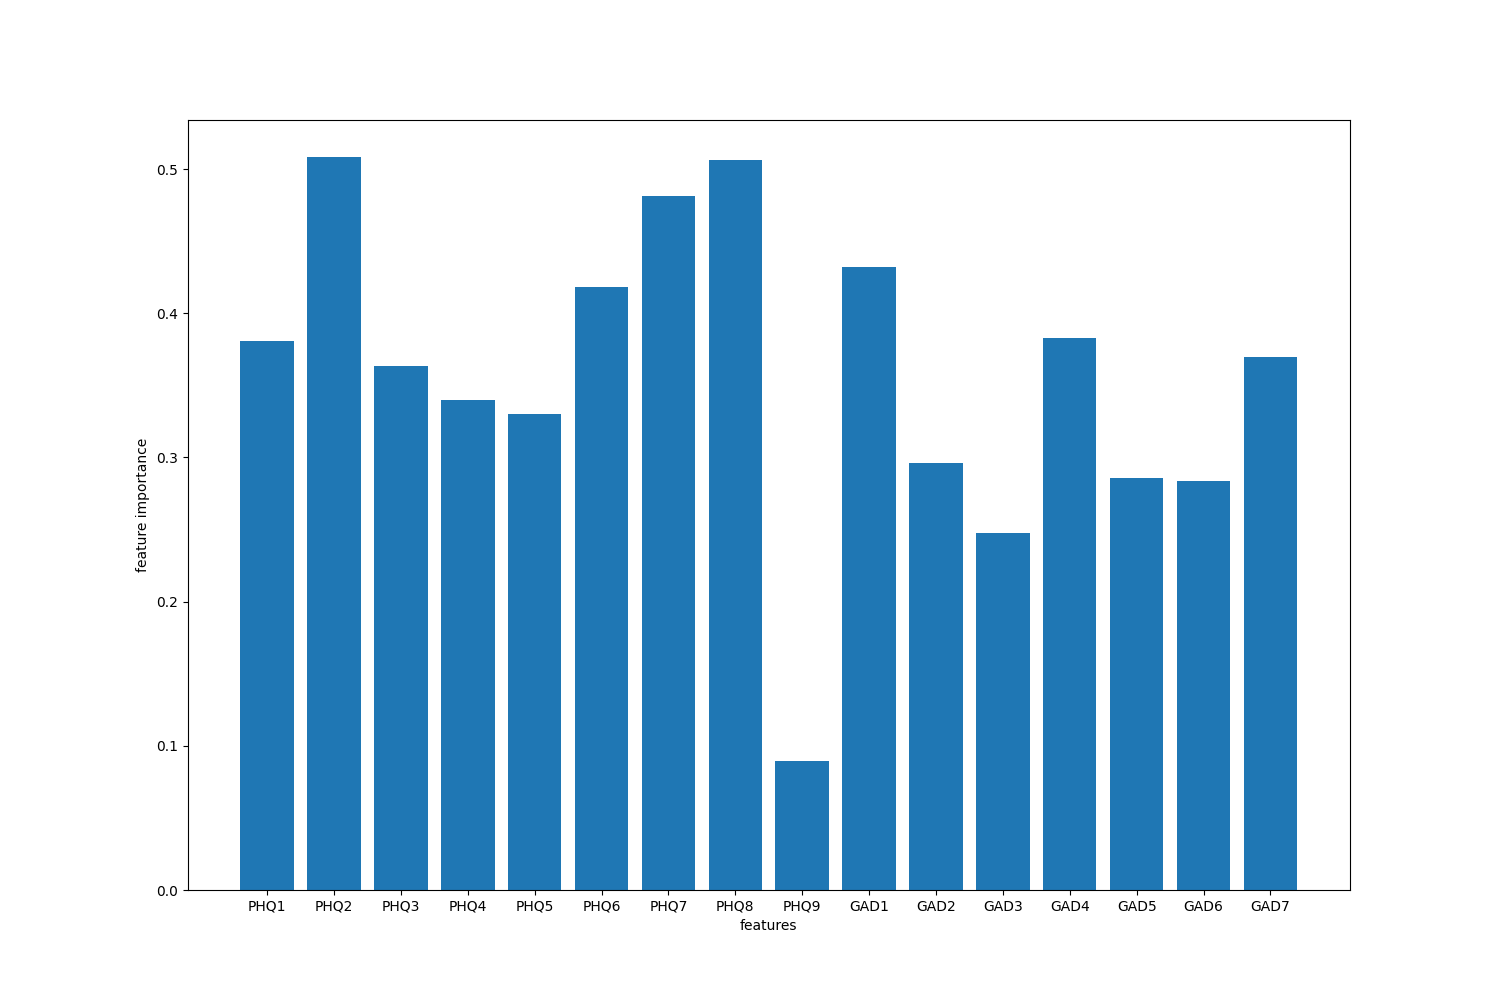 0.5
0.4
0.3
0.2
0.1
0.0
feature importance
PHQ1 PHQ2 PHQ3 PHQ4 PHQ5 PHQ6 PHQ7 PHQ8 PHQ9 GAD1 GAD2 GAD3 GAD4 GAD5 GAD6 GAD7
features